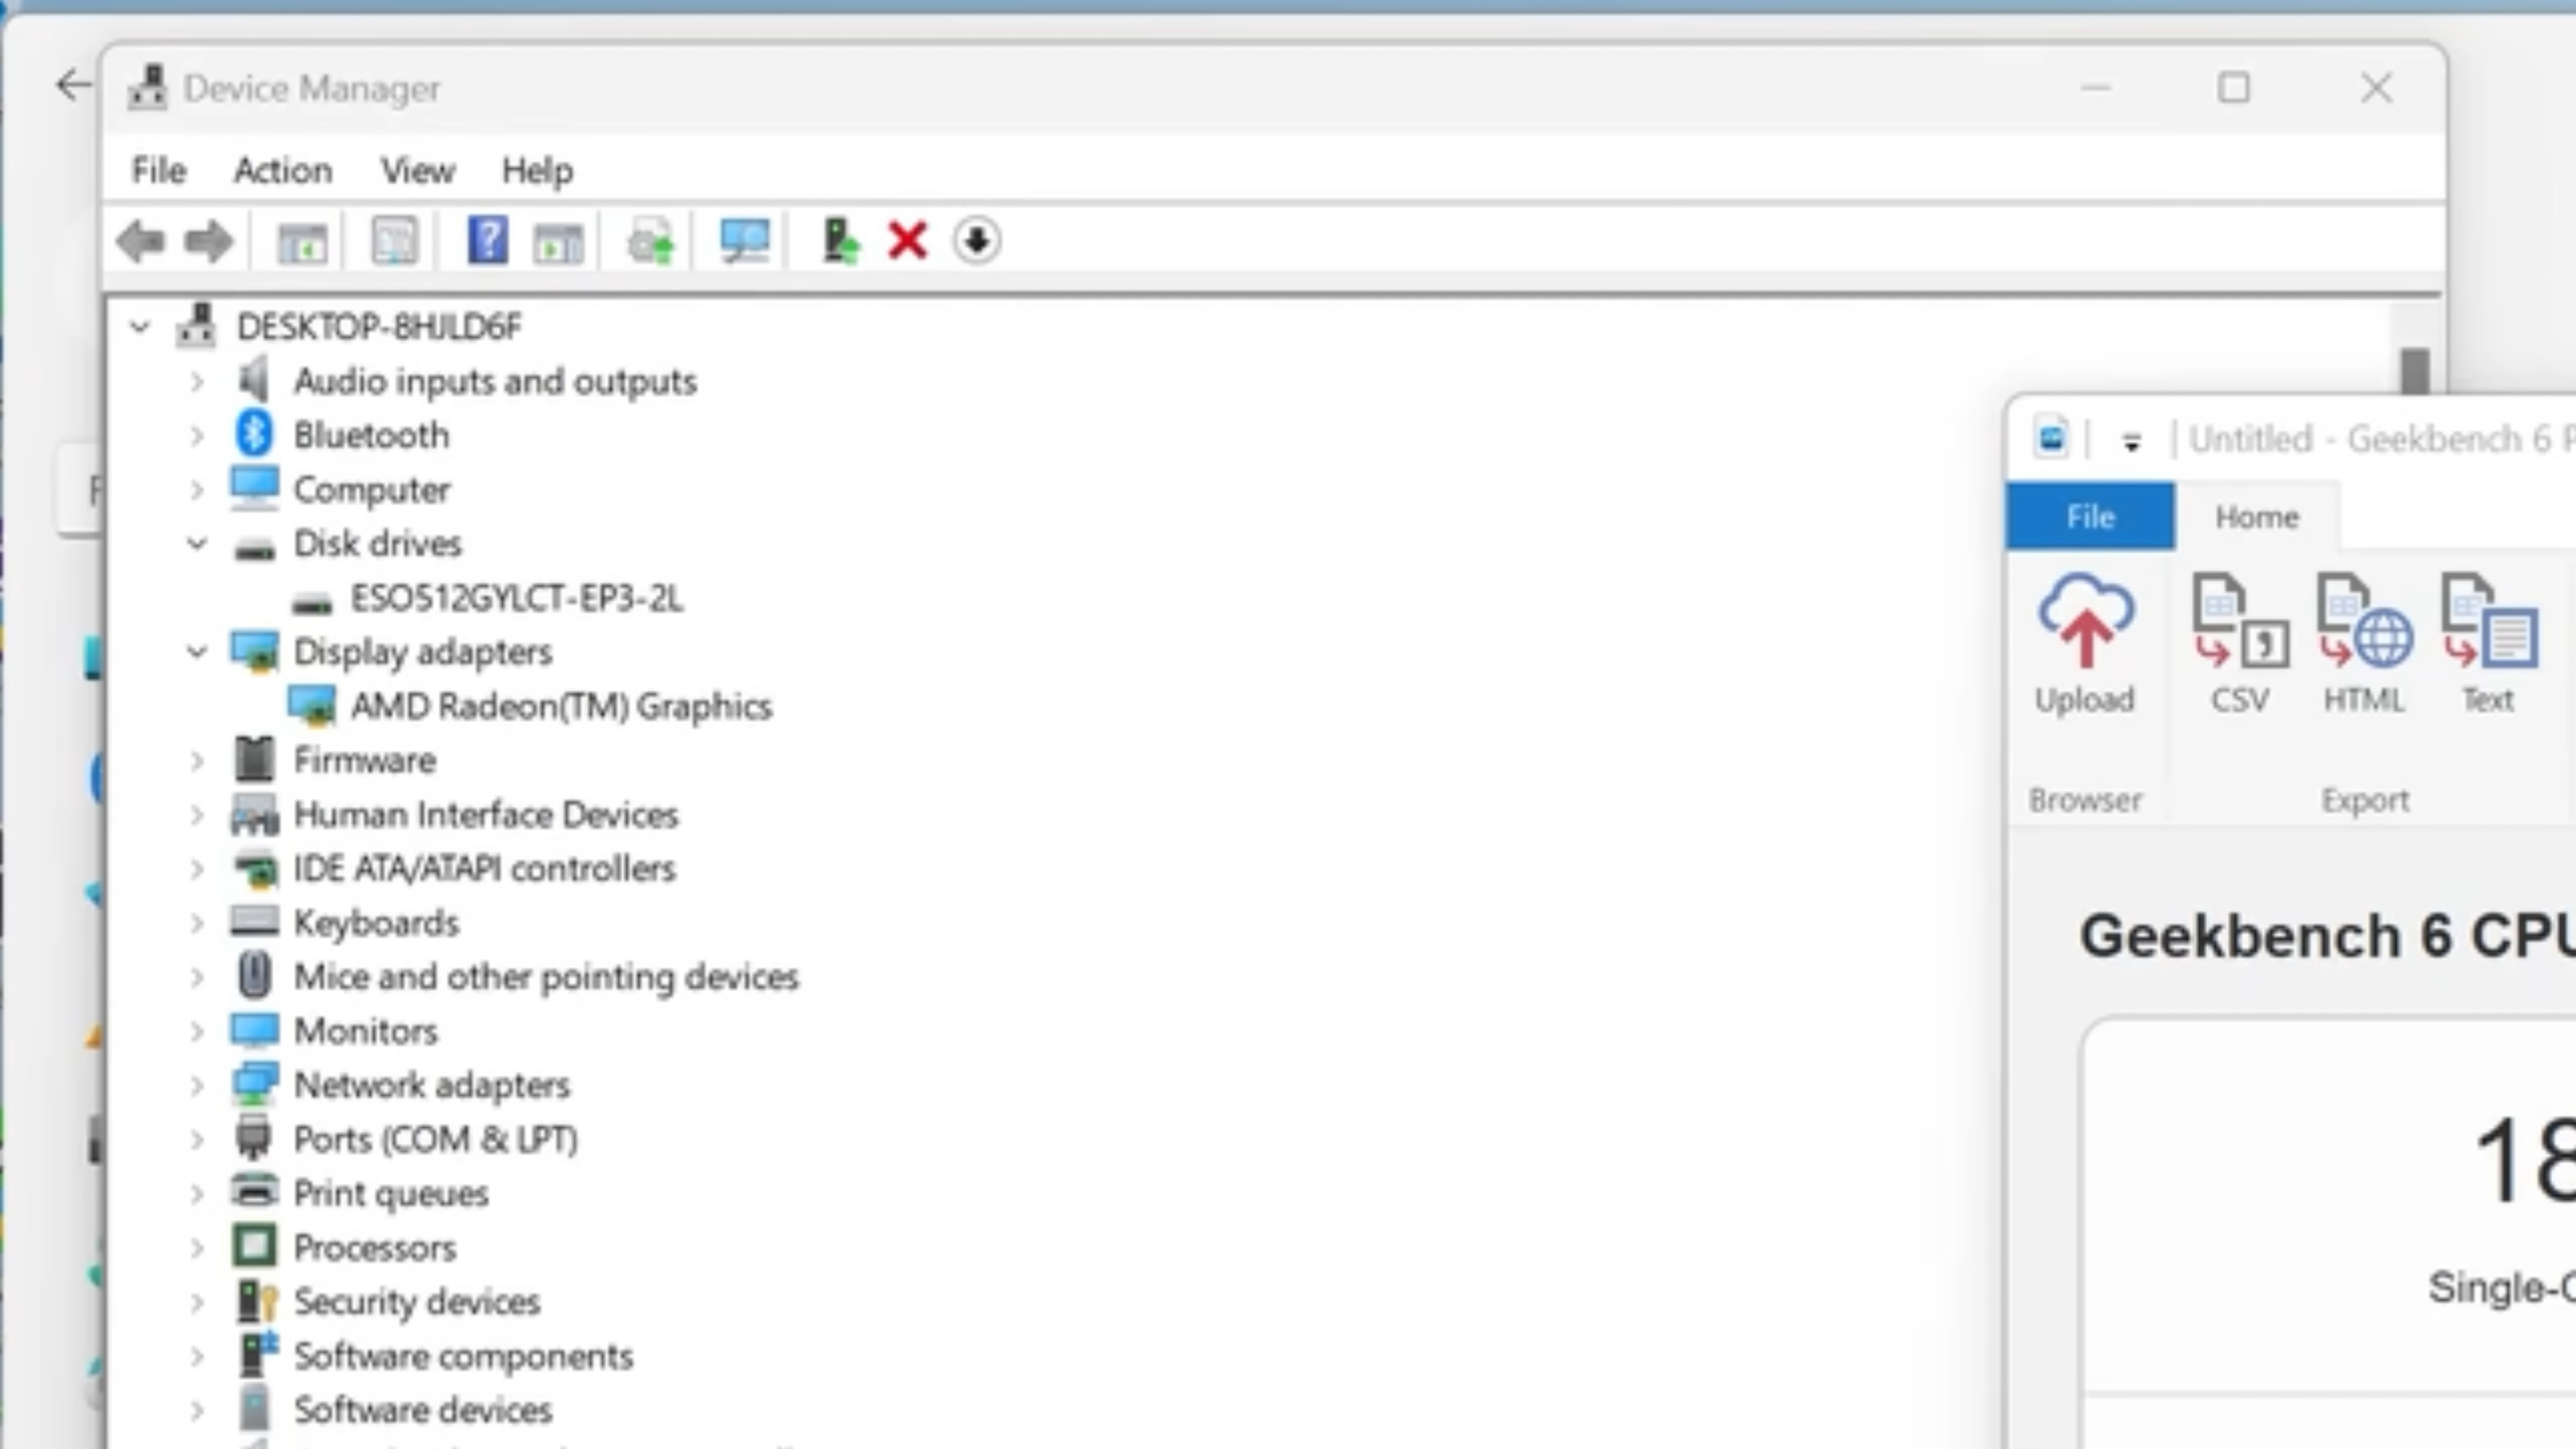 Device Manager
File Action View Help
DESKTOP-8HJLD6F
Audio inputs and outputs
Bluetooth
Computer
Disk drives
ESO512GYLCT-EP3-2L
Display adapters
AMD Radeon(TM) Graphics
Firmware
Human Interface Devices
IDE ATA/ATAPI controllers
Keyboards
Mice and other pointing devices
Monitors
Network adapters
Ports (COM & LPT)
Print queues
Processors
Security devices
Software components
Software devices
Untitled - Geekbench 6 P
File Home
Upload CSV HTML Text
Browser Export
Geekbench 6 CPU
18
Single-C